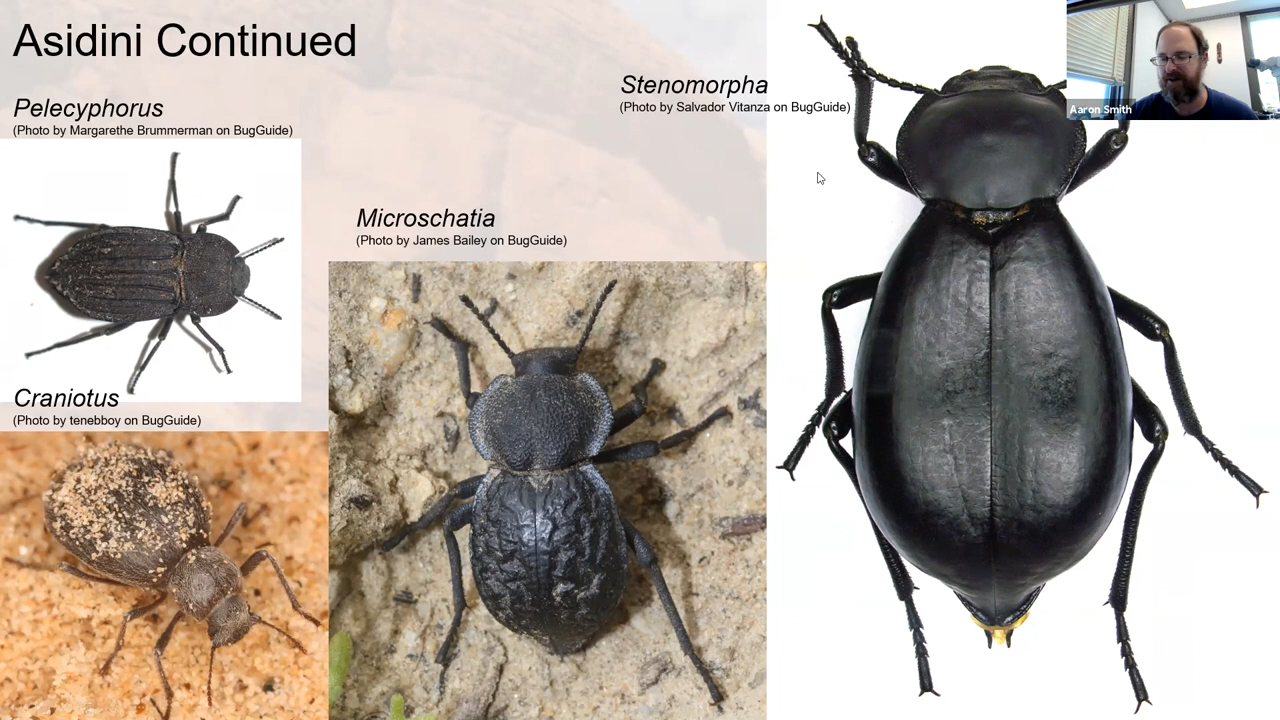 Asidini Continued
Pelecyphorus
(Photo by Margarethe Brummerman on BugGuide)
Stenomorpha
(Photo by Salvador Vitanza on BugGuide)
Aaron Smith
Microschatia
(Photo by James Bailey on BugGuide)
Craniotus
(Photo by tenebboy on BugGuide)